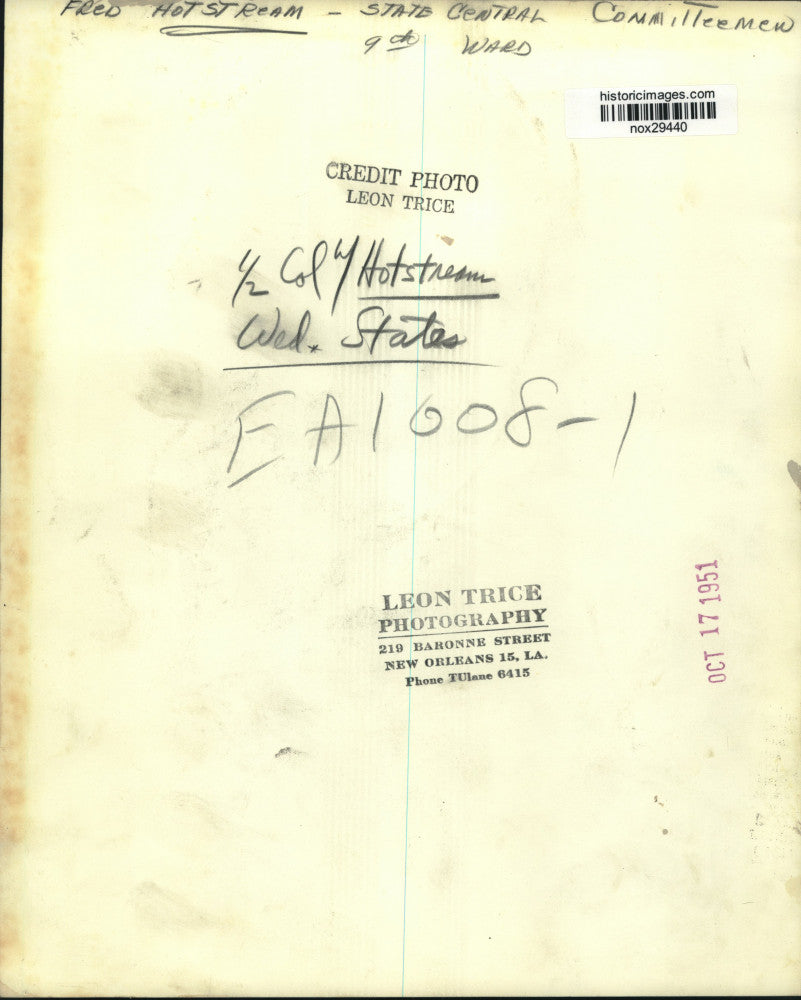 FRED HOTSTREAM - STATE CENTRAL COMMITTEEMEN
9th WARD
historicimages.com
nox29440
CREDIT PHOTO
LEON TRICE
1/2 Col w/ Hotstream
Wed. States
EA1008-1
LEON TRICE
PHOTOGRAPHY
219 BARONNE STREET
NEW ORLEANS 15, LA.
Phone TUlane 6415
OCT 17 1951